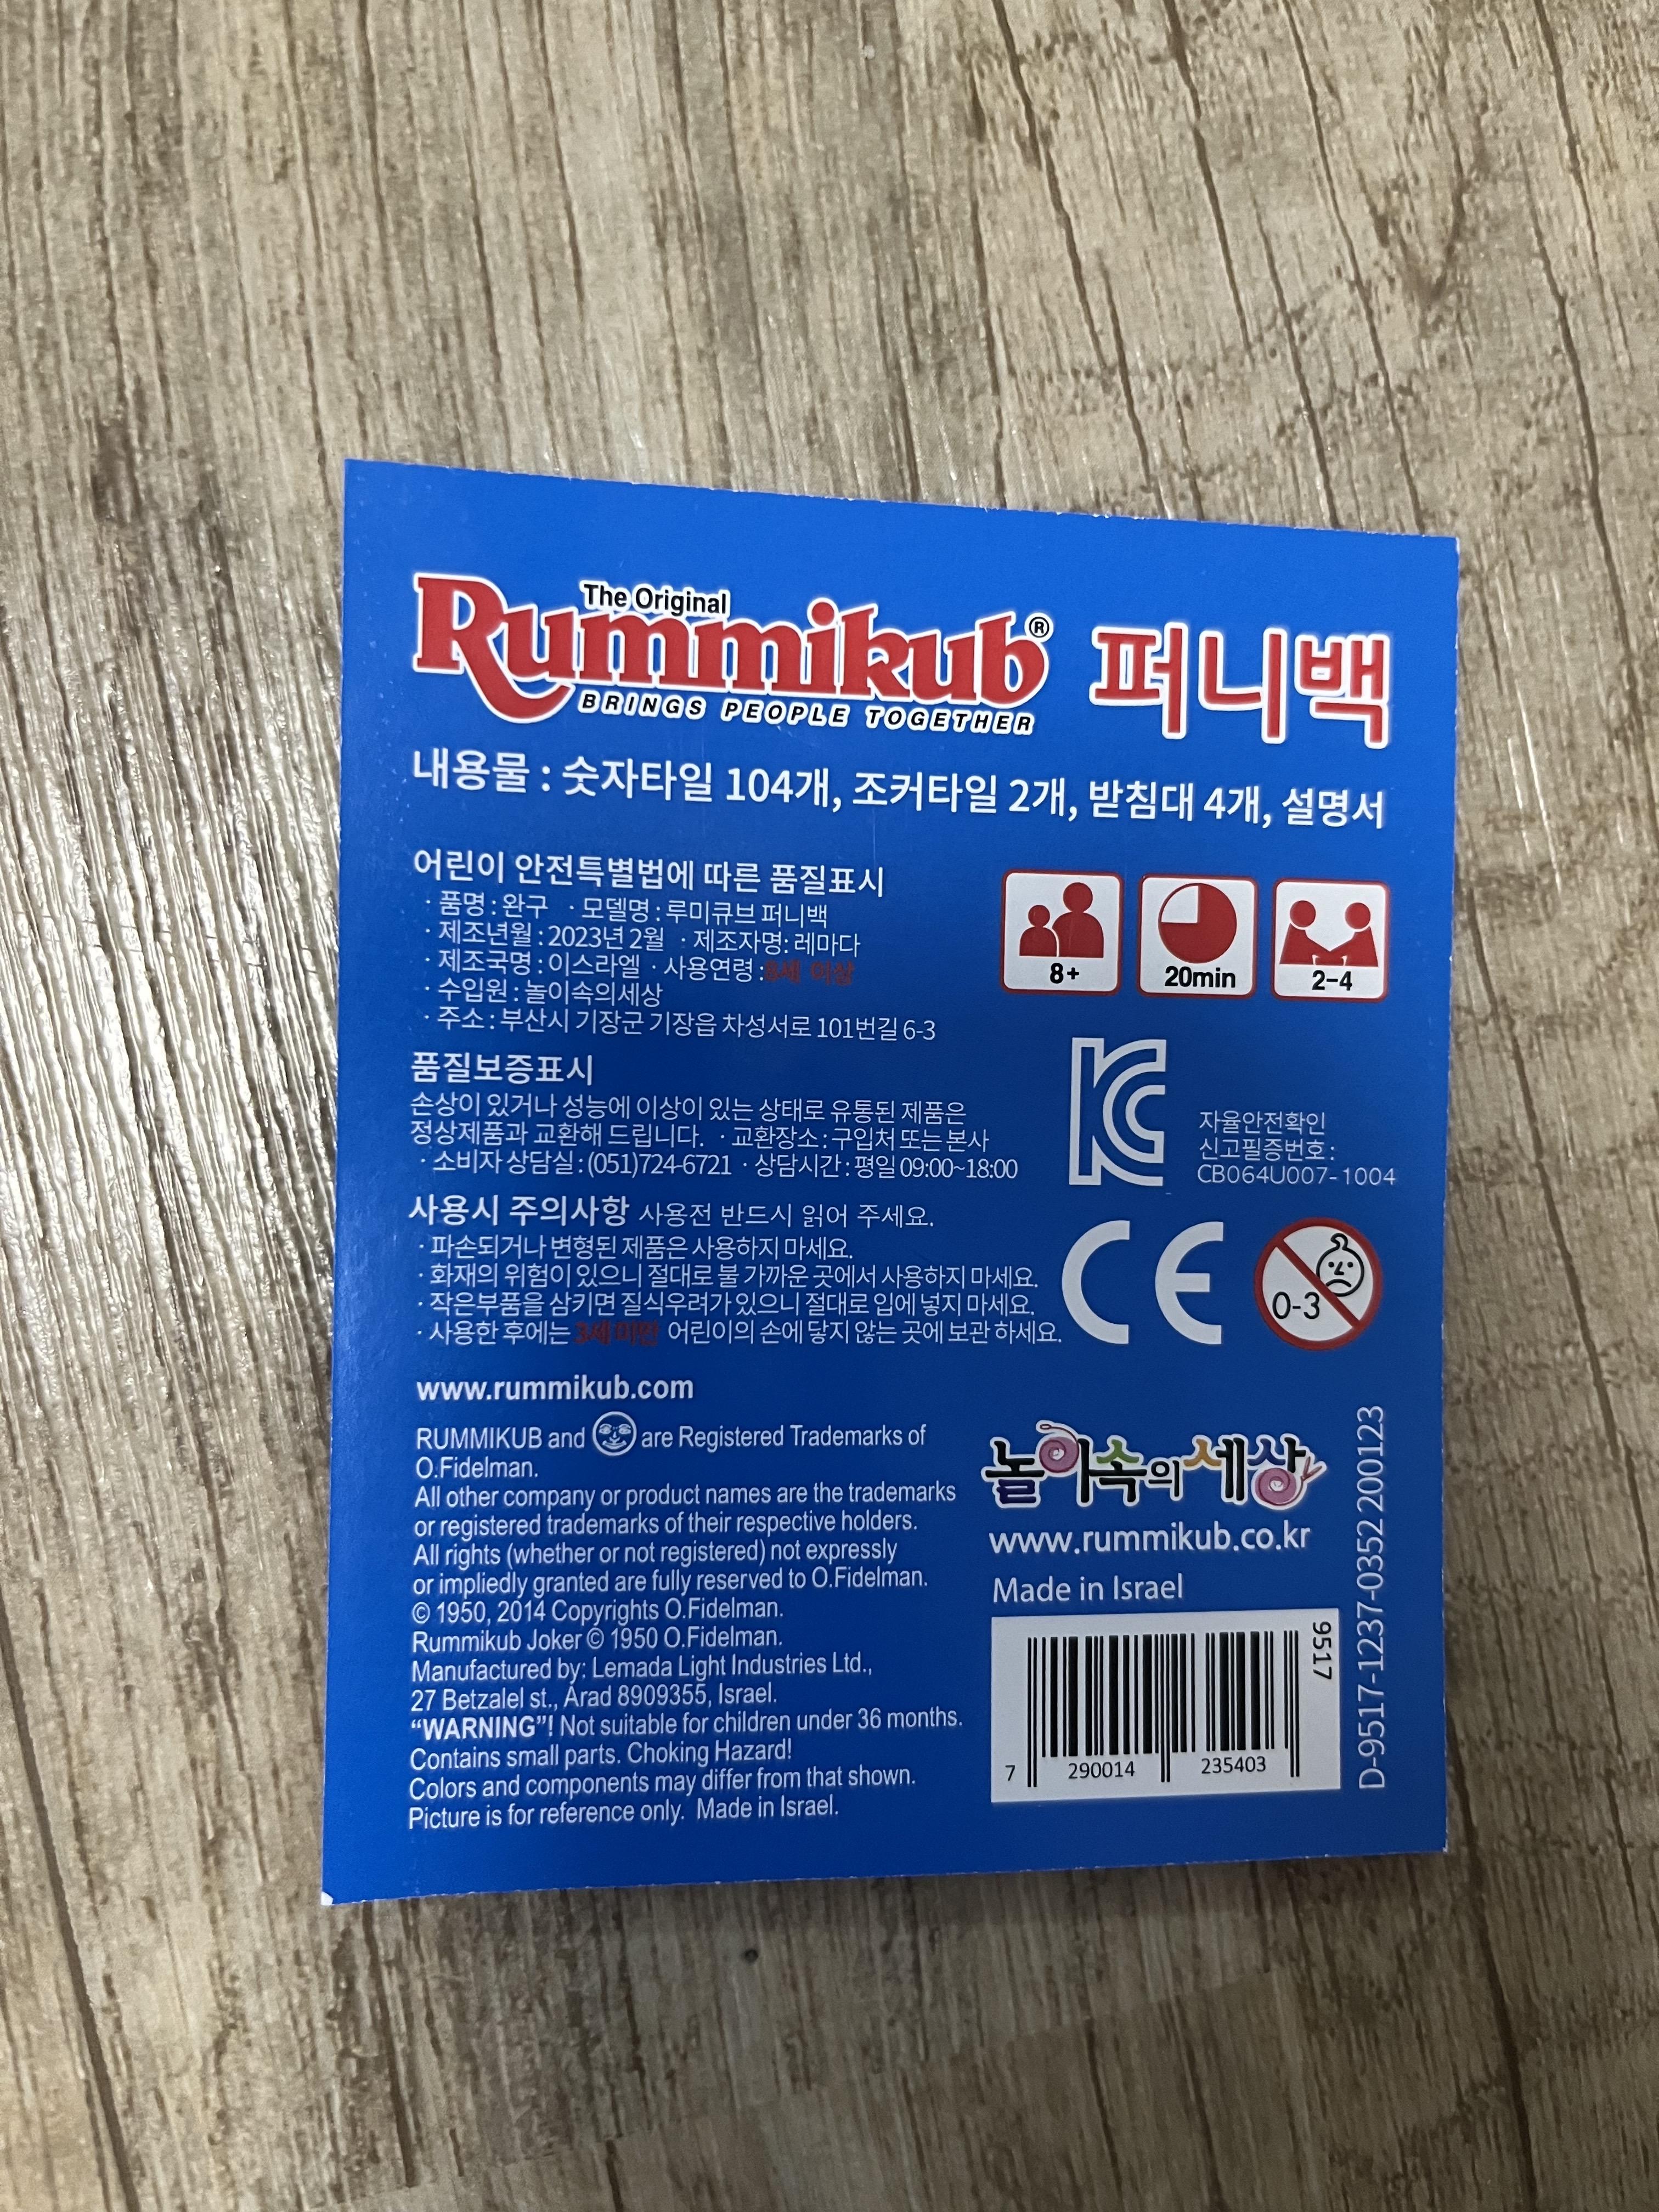 The Original
Rummikub®
BRINGS PEOPLE TOGETHER
퍼니백
내용물 : 숫자타일 104개, 조커타일 2개, 받침대 4개, 설명서
어린이 안전특별법에 따른 품질표시
· 품명 : 완구 · 모델명 : 루미큐브 퍼니백
· 제조년월 : 2023년 2월 · 제조자명: 레마다
· 제조국명 : 이스라엘 · 사용연령 :8세 이상
· 수입원 : 놀이속의세상
· 주소 : 부산시 기장군 기장읍 차성서로 101번길 6-3
8+
20min
2-4
품질보증표시
손상이 있거나 성능에 이상이 있는 상태로 유통된 제품은
정상제품과 교환해 드립니다. · 교환장소 : 구입처 또는 본사
· 소비자 상담실 : (051)724-6721 · 상담시간 : 평일 09:00~18:00
자율안전확인
신고필증번호 :
CB064U007-1004
사용시 주의사항 사용전 반드시 읽어 주세요.
· 파손되거나 변형된 제품은 사용하지 마세요.
· 화재의 위험이 있으니 절대로 불 가까운 곳에서 사용하지 마세요.
· 작은부품을 삼키면 질식우려가 있으니 절대로 입에 넣지 마세요.
· 사용한 후에는 3세 미만 어린이의 손에 닿지 않는 곳에 보관 하세요.
CE
0-3
www.rummikub.com
RUMMIKUB and are Registered Trademarks of
O.Fidelman.
All other company or product names are the trademarks
or registered trademarks of their respective holders.
All rights (whether or not registered) not expressly
or impliedly granted are fully reserved to O.Fidelman.
© 1950, 2014 Copyrights O.Fidelman.
Rummikub Joker © 1950 O.Fidelman.
Manufactured by: Lemada Light Industries Ltd.,
27 Betzalel st., Arad 8909355, Israel.
“WARNING”! Not suitable for children under 36 months.
Contains small parts. Choking Hazard!
Colors and components may differ from that shown.
Picture is for reference only. Made in Israel.
놀이속의세상
www.rummikub.co.kr
Made in Israel
9517
7 290014 235403
D-9517-1237-0352200123